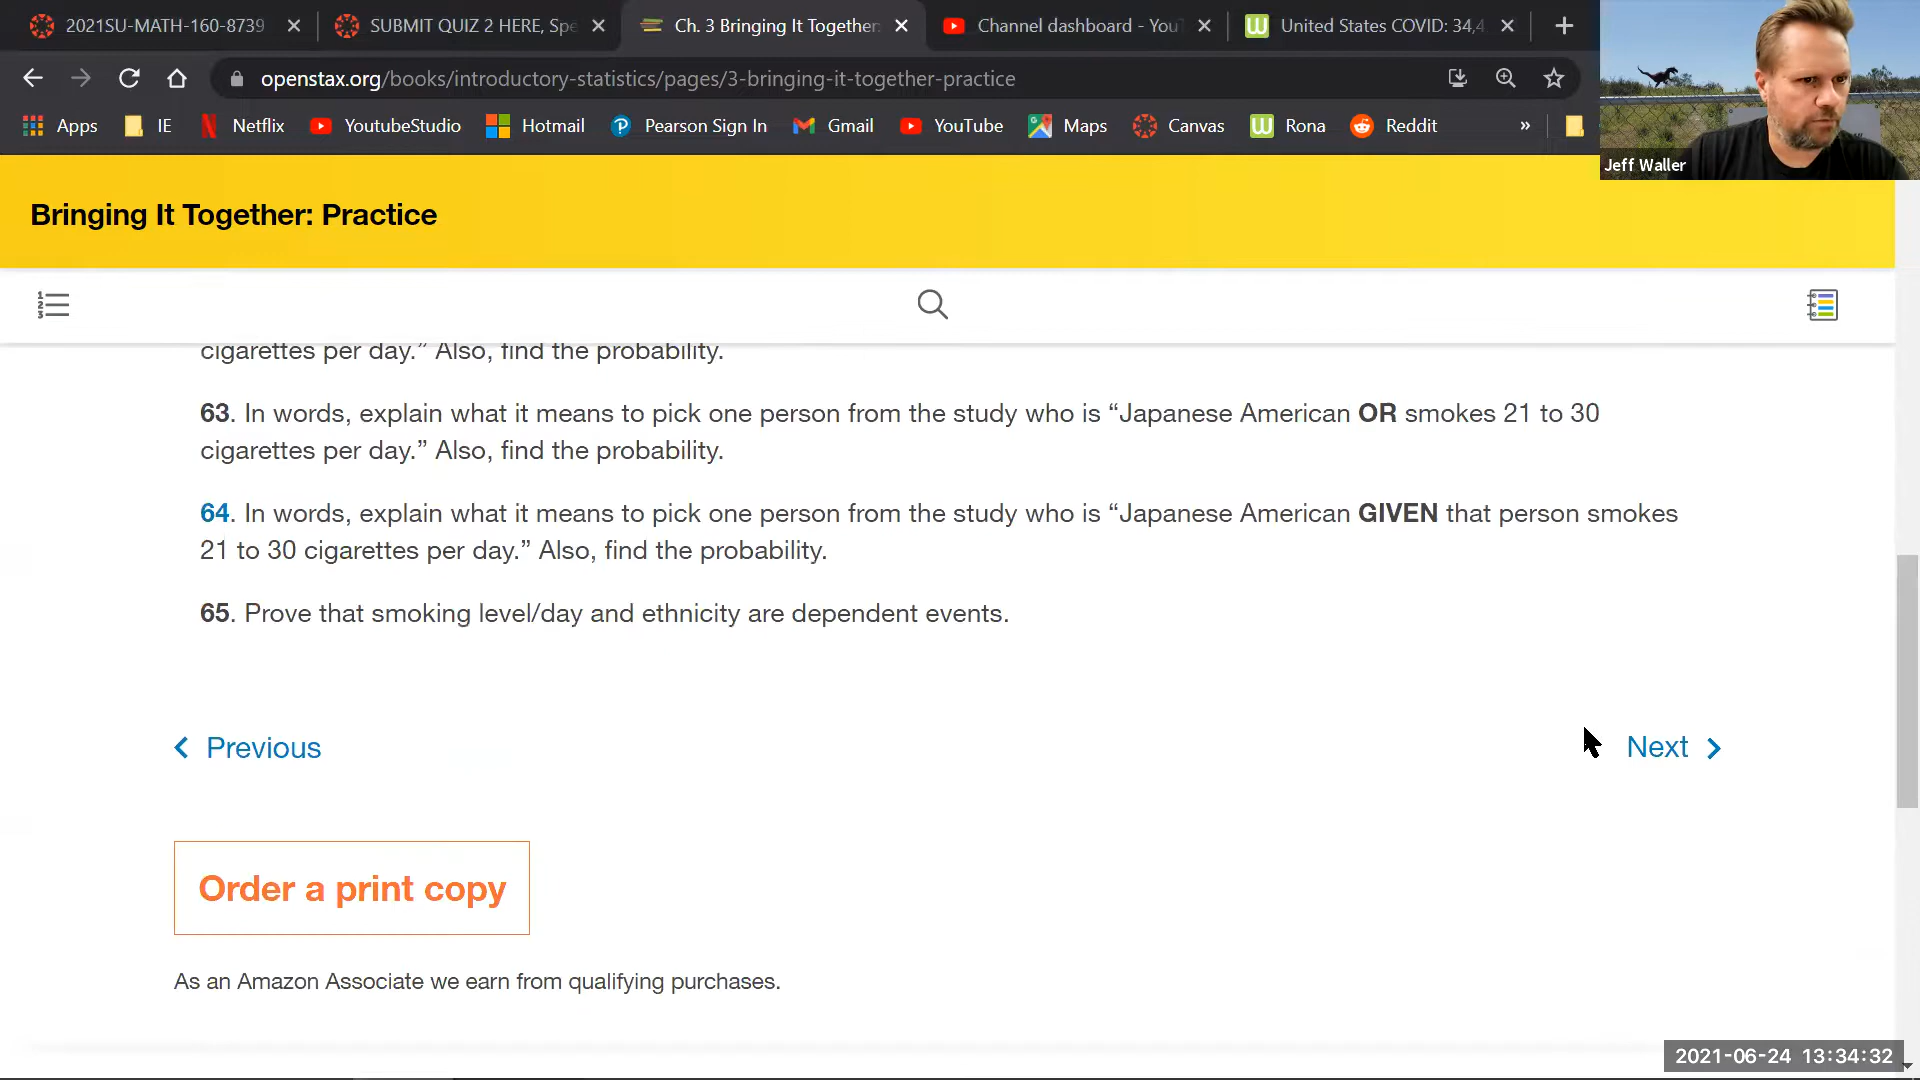 2021SU-MATH-160-8739
SUBMIT QUIZ 2 HERE, Spe
Ch. 3 Bringing It Together:
Channel dashboard - YouT
United States COVID: 34,4
openstax.org/books/introductory-statistics/pages/3-bringing-it-together-practice
Apps IE Netflix YoutubeStudio Hotmail Pearson Sign In Gmail YouTube Maps Canvas Rona Reddit »
Jeff Waller
Bringing It Together: Practice
cigarettes per day.” Also, find the probability.
63. In words, explain what it means to pick one person from the study who is “Japanese American OR smokes 21 to 30
cigarettes per day.” Also, find the probability.
64. In words, explain what it means to pick one person from the study who is “Japanese American GIVEN that person smokes
21 to 30 cigarettes per day.” Also, find the probability.
65. Prove that smoking level/day and ethnicity are dependent events.
Previous
Next
Order a print copy
As an Amazon Associate we earn from qualifying purchases.
2021-06-24 13:34:32